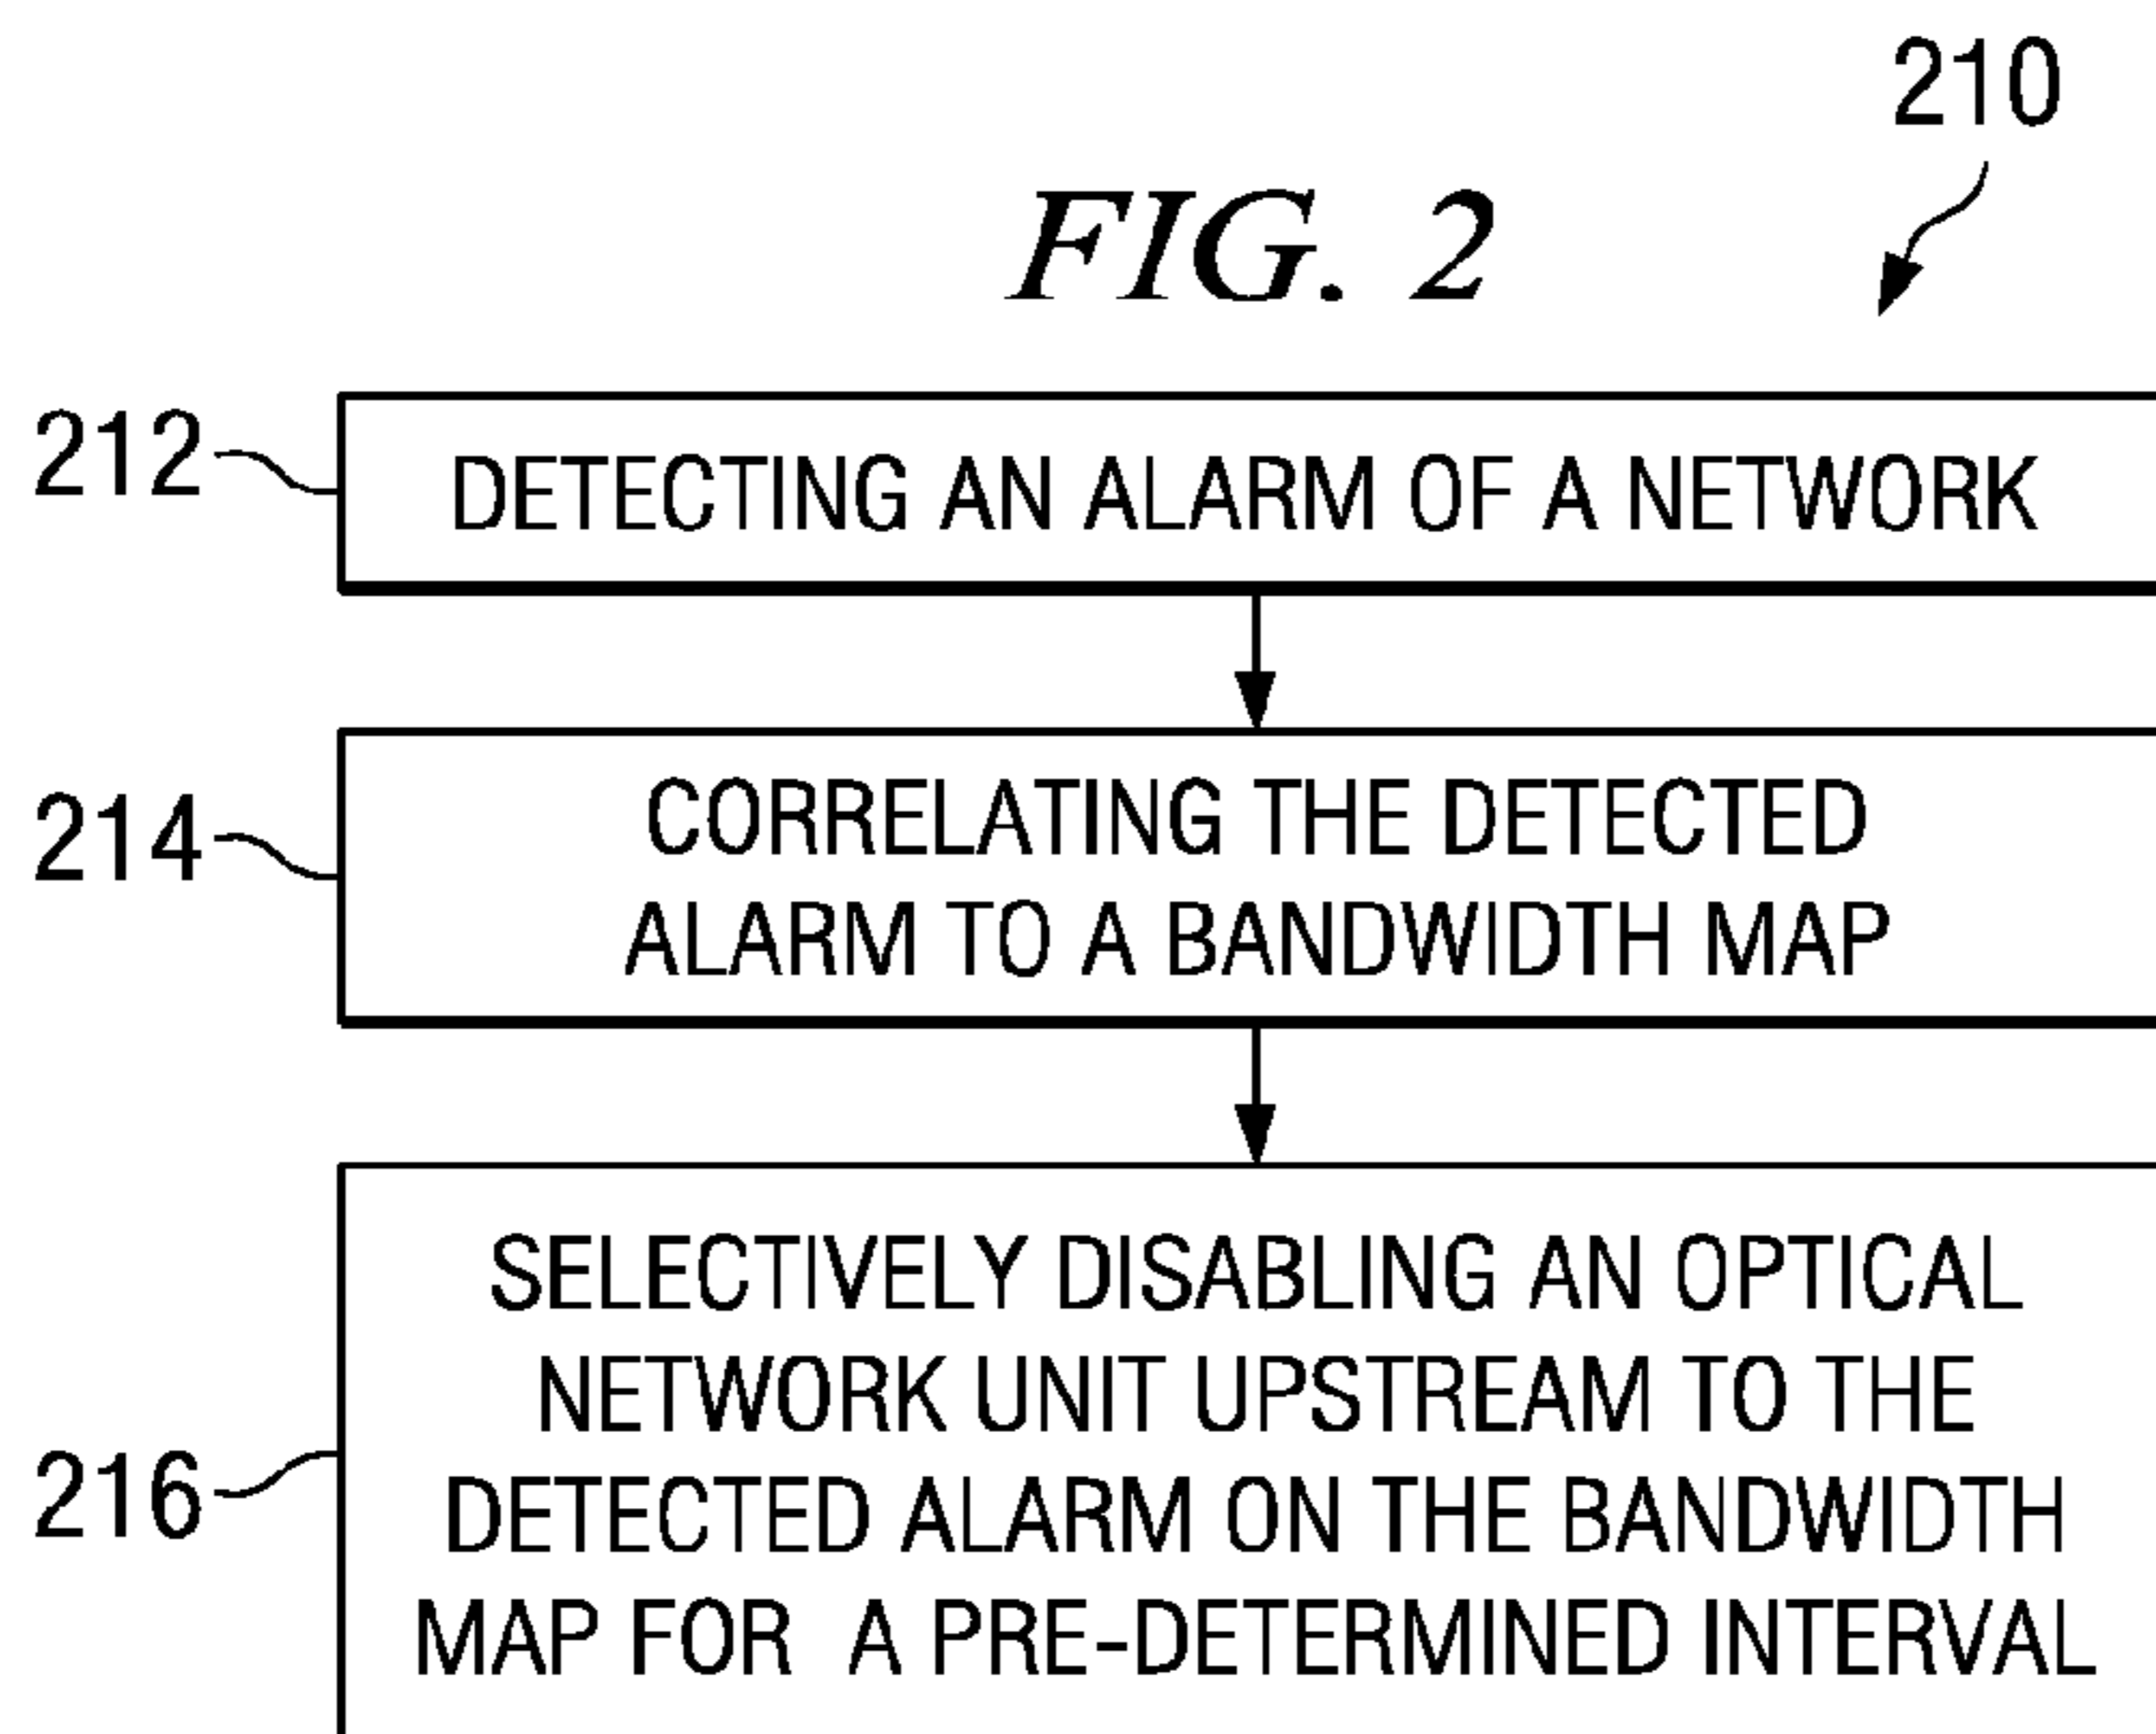 210
FIG. 2
212
DETECTING AN ALARM OF A NETWORK
214
CORRELATING THE DETECTED
ALARM TO A BANDWIDTH MAP
216
SELECTIVELY DISABLING AN OPTICAL
NETWORK UNIT UPSTREAM TO THE
DETECTED ALARM ON THE BANDWIDTH
MAP FOR A PRE-DETERMINED INTERVAL